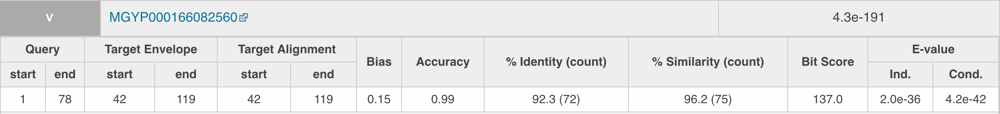 v MGYP000166082560 4.3e-191
Query Target Envelope Target Alignment Bias Accuracy % Identity (count) % Similarity (count) Bit Score E-value
start end start end start end Ind. Cond.
1 78 42 119 42 119 0.15 0.99 92.3 (72) 96.2 (75) 137.0 2.0e-36 4.2e-42